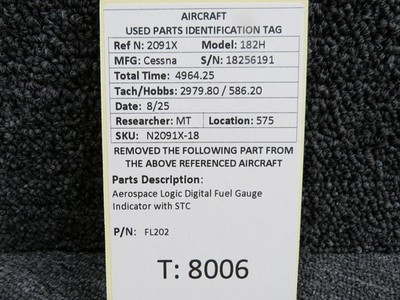 AIRCRAFT
USED PARTS IDENTIFICATION TAG
Ref N: 2091X Model: 182H
MFG: Cessna S/N: 18256191
Total Time: 4964.25
Tach/Hobbs: 2979.80 / 586.20
Date: 8/25
Researcher: MT Location: 575
SKU: N2091X-18
REMOVED THE FOLLOWING PART FROM
THE ABOVE REFERENCED AIRCRAFT
Parts Description:
Aerospace Logic Digital Fuel Gauge
Indicator with STC
P/N: FL202
T: 8006